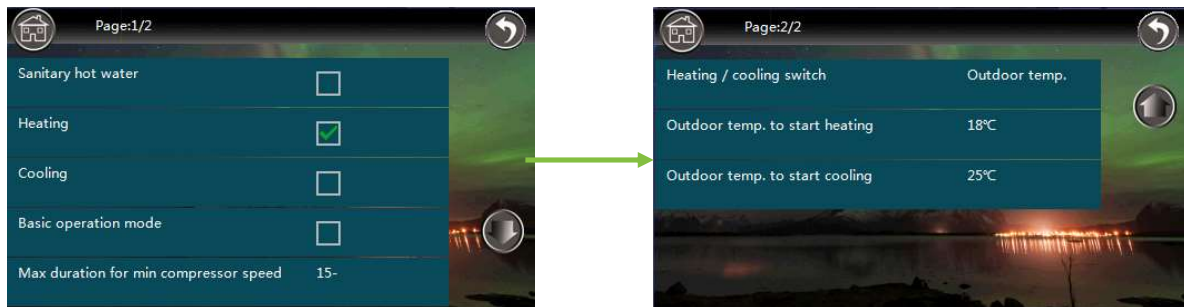 Page:1/2
Sanitary hot water
Heating
Cooling
Basic operation mode
Max duration for min compressor speed 15-
Page:2/2
Heating / cooling switch Outdoor temp.
Outdoor temp. to start heating 18℃
Outdoor temp. to start cooling 25℃